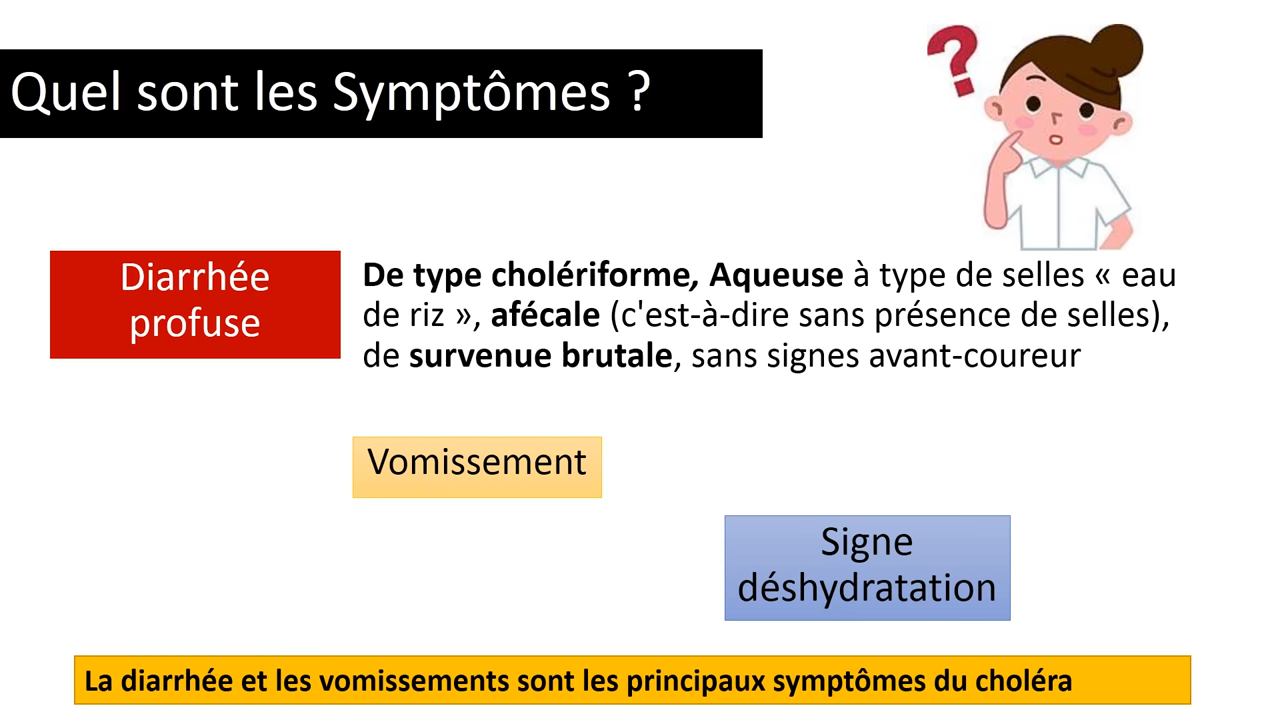 Quel sont les Symptômes ?
?
Diarrhée
profuse
De type cholériforme, Aqueuse à type de selles « eau
de riz », afécale (c'est-à-dire sans présence de selles),
de survenue brutale, sans signes avant-coureur
Vomissement
Signe
déshydratation
La diarrhée et les vomissements sont les principaux symptômes du choléra